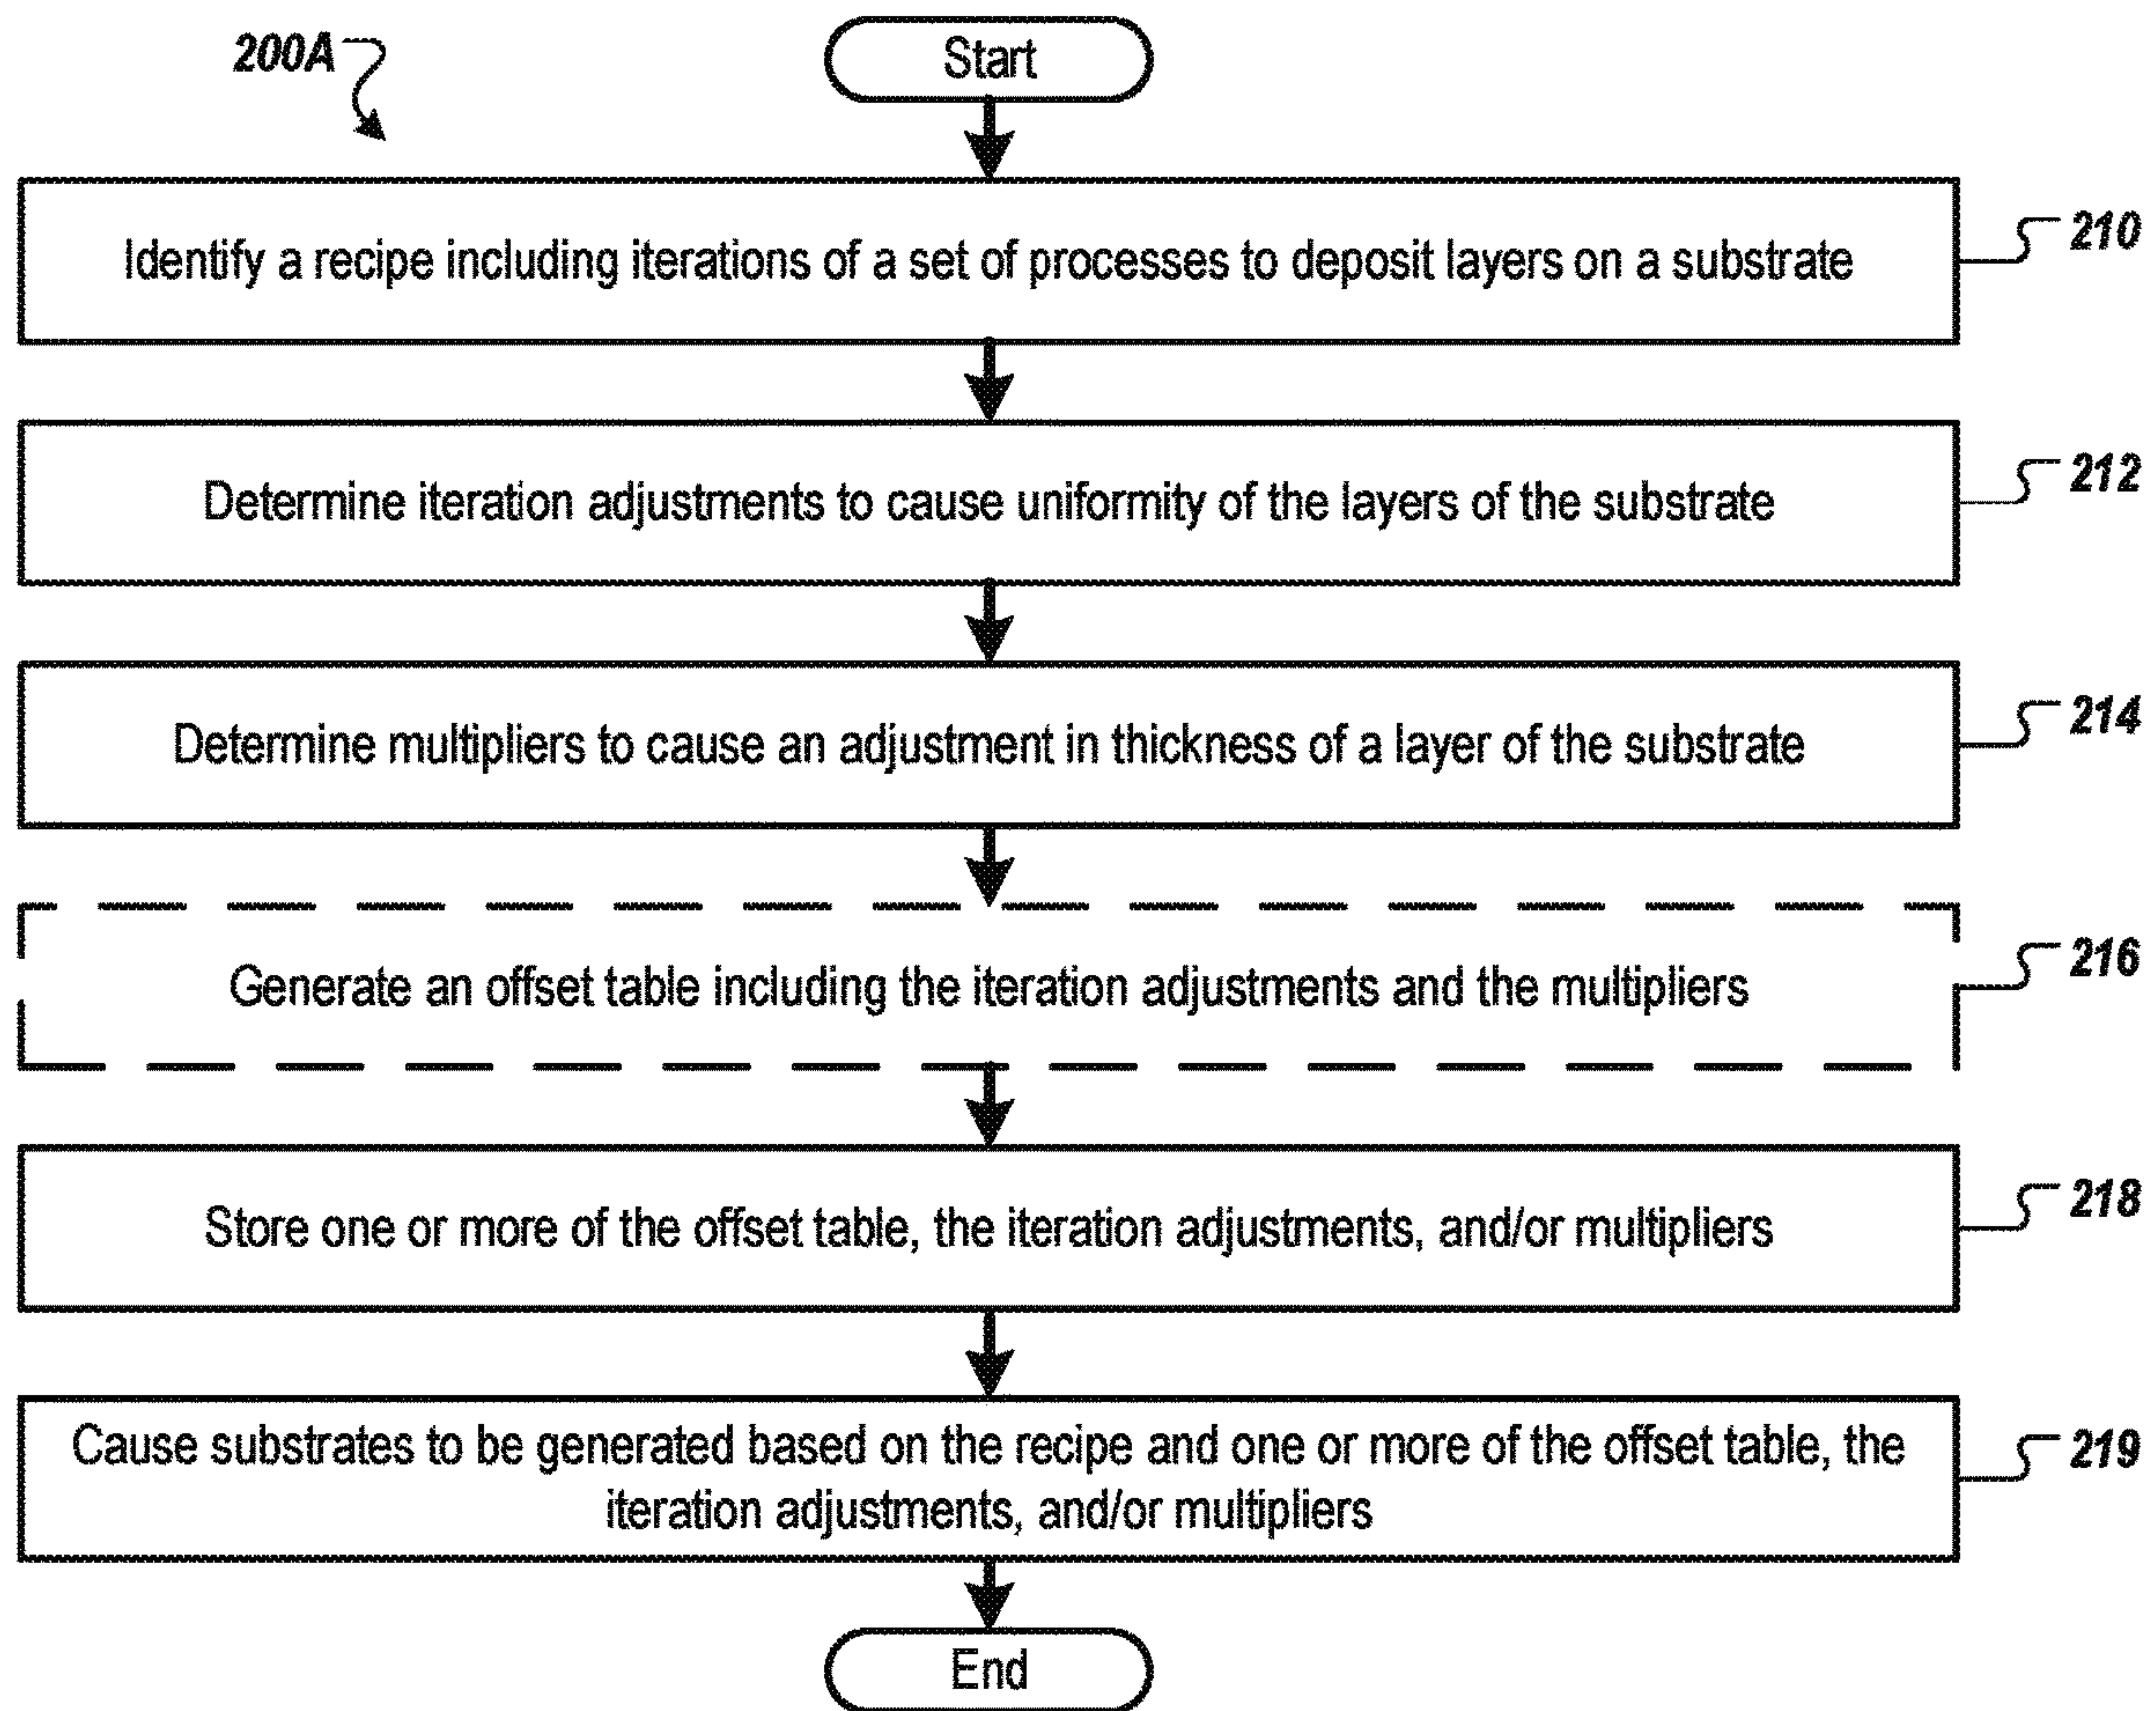 200A
Start
Identify a recipe including iterations of a set of processes to deposit layers on a substrate
210
Determine iteration adjustments to cause uniformity of the layers of the substrate
212
Determine multipliers to cause an adjustment in thickness of a layer of the substrate
214
Generate an offset table including the iteration adjustments and the multipliers
216
Store one or more of the offset table, the iteration adjustments, and/or multipliers
218
Cause substrates to be generated based on the recipe and one or more of the offset table, the
iteration adjustments, and/or multipliers
219
End